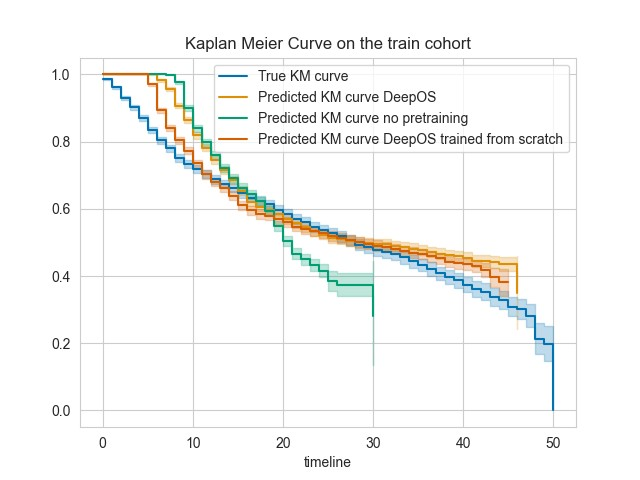 Kaplan Meier Curve on the train cohort
True KM curve
Predicted KM curve DeepOS
Predicted KM curve no pretraining
Predicted KM curve DeepOS trained from scratch
1.0
0.8
0.6
0.4
0.2
0.0
0 10 20 30 40 50
timeline